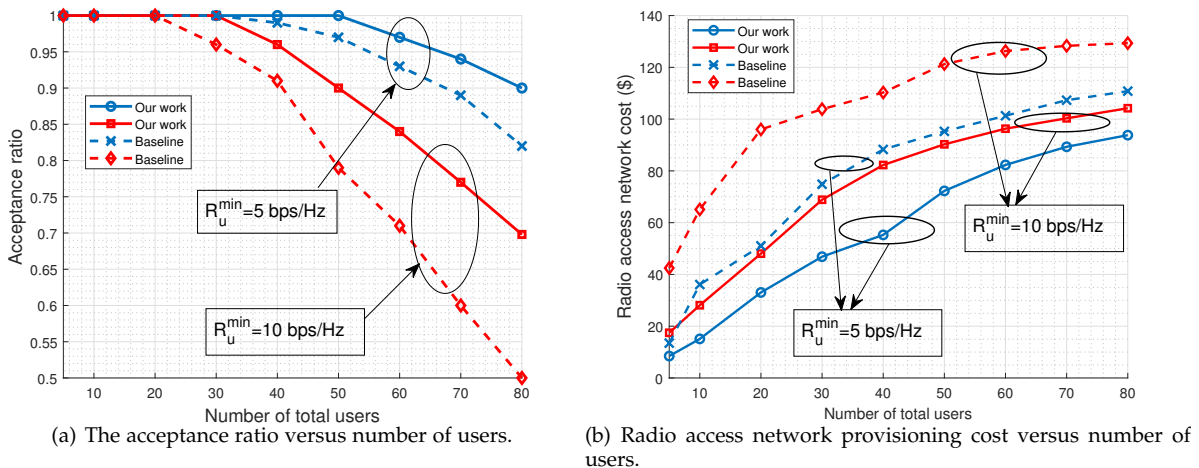 1
0.95
0.9
0.85
0.8
0.75
0.7
0.65
0.6
0.55
0.5
Acceptance ratio
Our work
Our work
Baseline
Baseline
R_u^min=5 bps/Hz
R_u^min=10 bps/Hz
10 20 30 40 50 60 70 80
Number of total users
(a) The acceptance ratio versus number of users.
140
120
100
80
60
40
20
0
Radio access network cost ($)
Our work
Our work
Baseline
Baseline
R_u^min=10 bps/Hz
R_u^min=5 bps/Hz
10 20 30 40 50 60 70 80
Number of total users
(b) Radio access network provisioning cost versus number of
users.